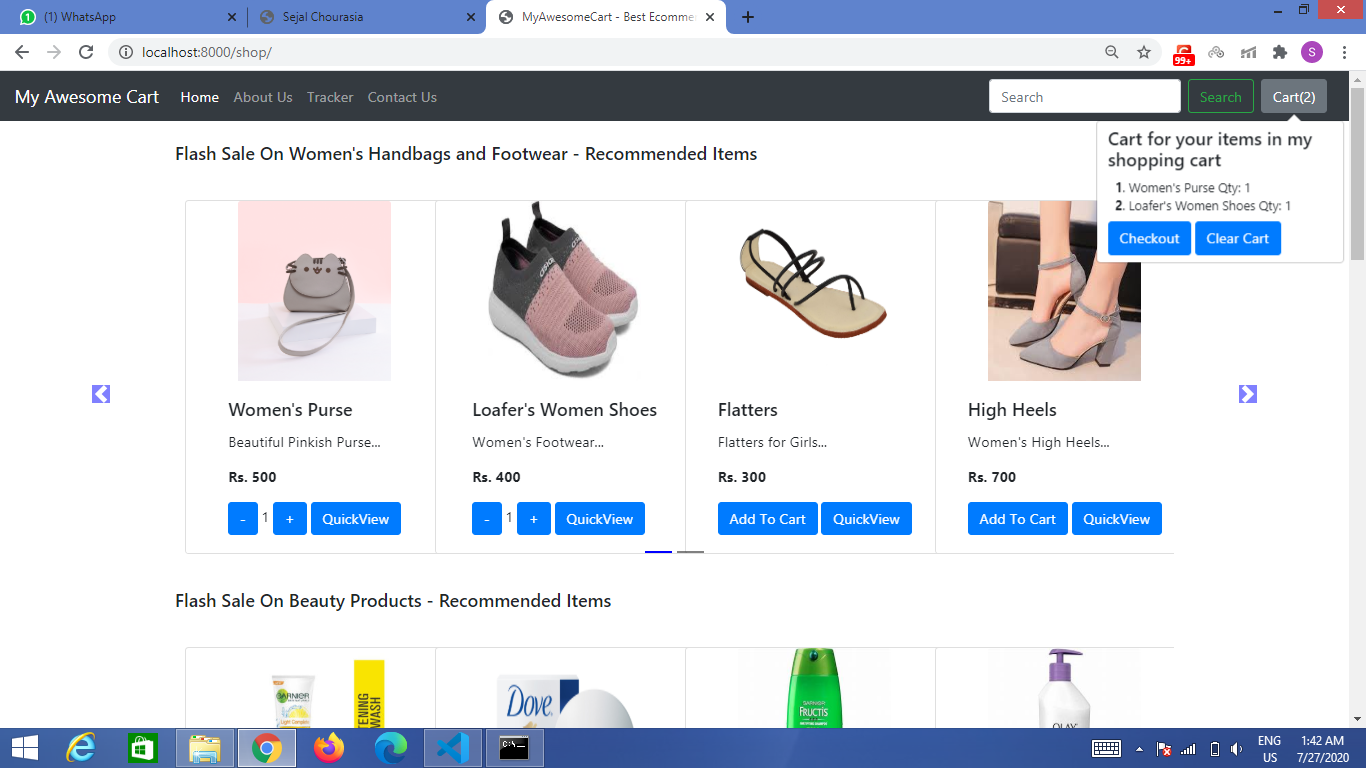 (1) WhatsApp
Sejal Chourasia
MyAwesomeCart - Best Ecomme
localhost:8000/shop/
99+
S
My Awesome Cart Home About Us Tracker Contact Us Search Search Cart(2)
Flash Sale On Women's Handbags and Footwear - Recommended Items
Cart for your items in my
shopping cart
1. Women's Purse Qty: 1
2. Loafer's Women Shoes Qty: 1
Checkout Clear Cart
Women's Purse
Beautiful Pinkish Purse...
Rs. 500
- 1 + QuickView
Loafer's Women Shoes
Women's Footwear...
Rs. 400
- 1 + QuickView
Flatters
Flatters for Girls...
Rs. 300
Add To Cart QuickView
High Heels
Women's High Heels...
Rs. 700
Add To Cart QuickView
Flash Sale On Beauty Products - Recommended Items
GARNIER
Light Complete
Dove
GARNIER
FRUCTIS
OLAY
ENG
US
1:42 AM
7/27/2020